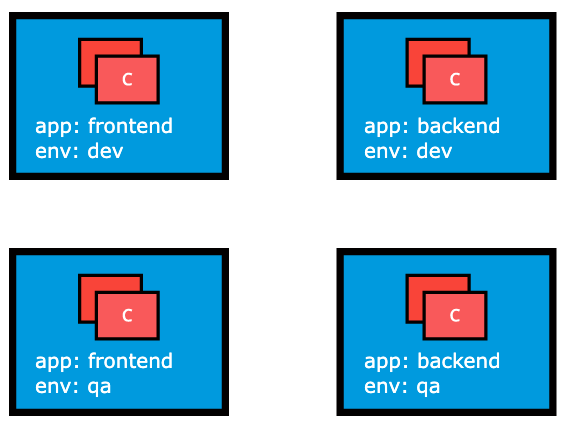 C
app: frontend
env: dev
C
app: backend
env: dev
C
app: frontend
env: qa
C
app: backend
env: qa